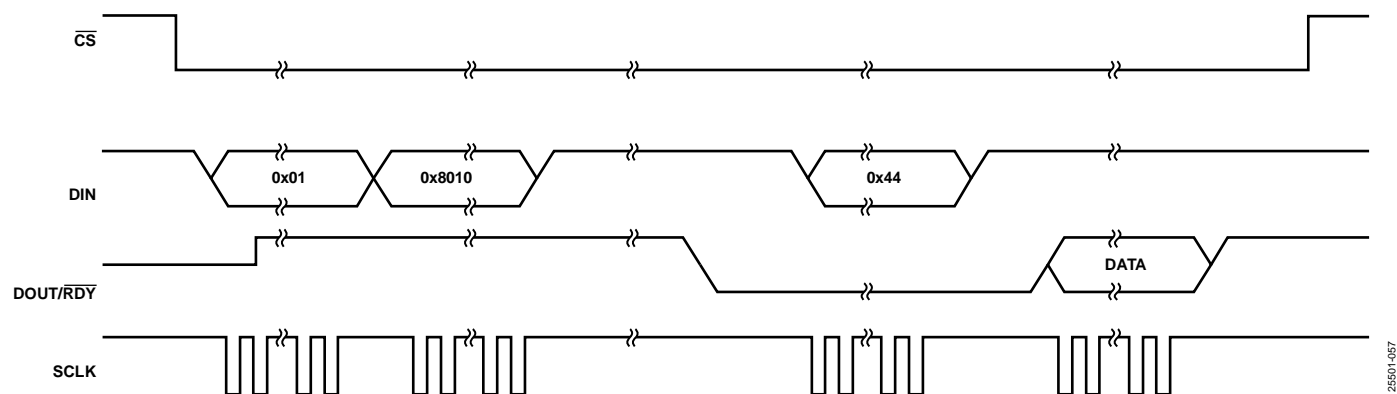 CS
DIN
0x01
0x8010
0x44
DOUT/RDY
DATA
SCLK
25501-057